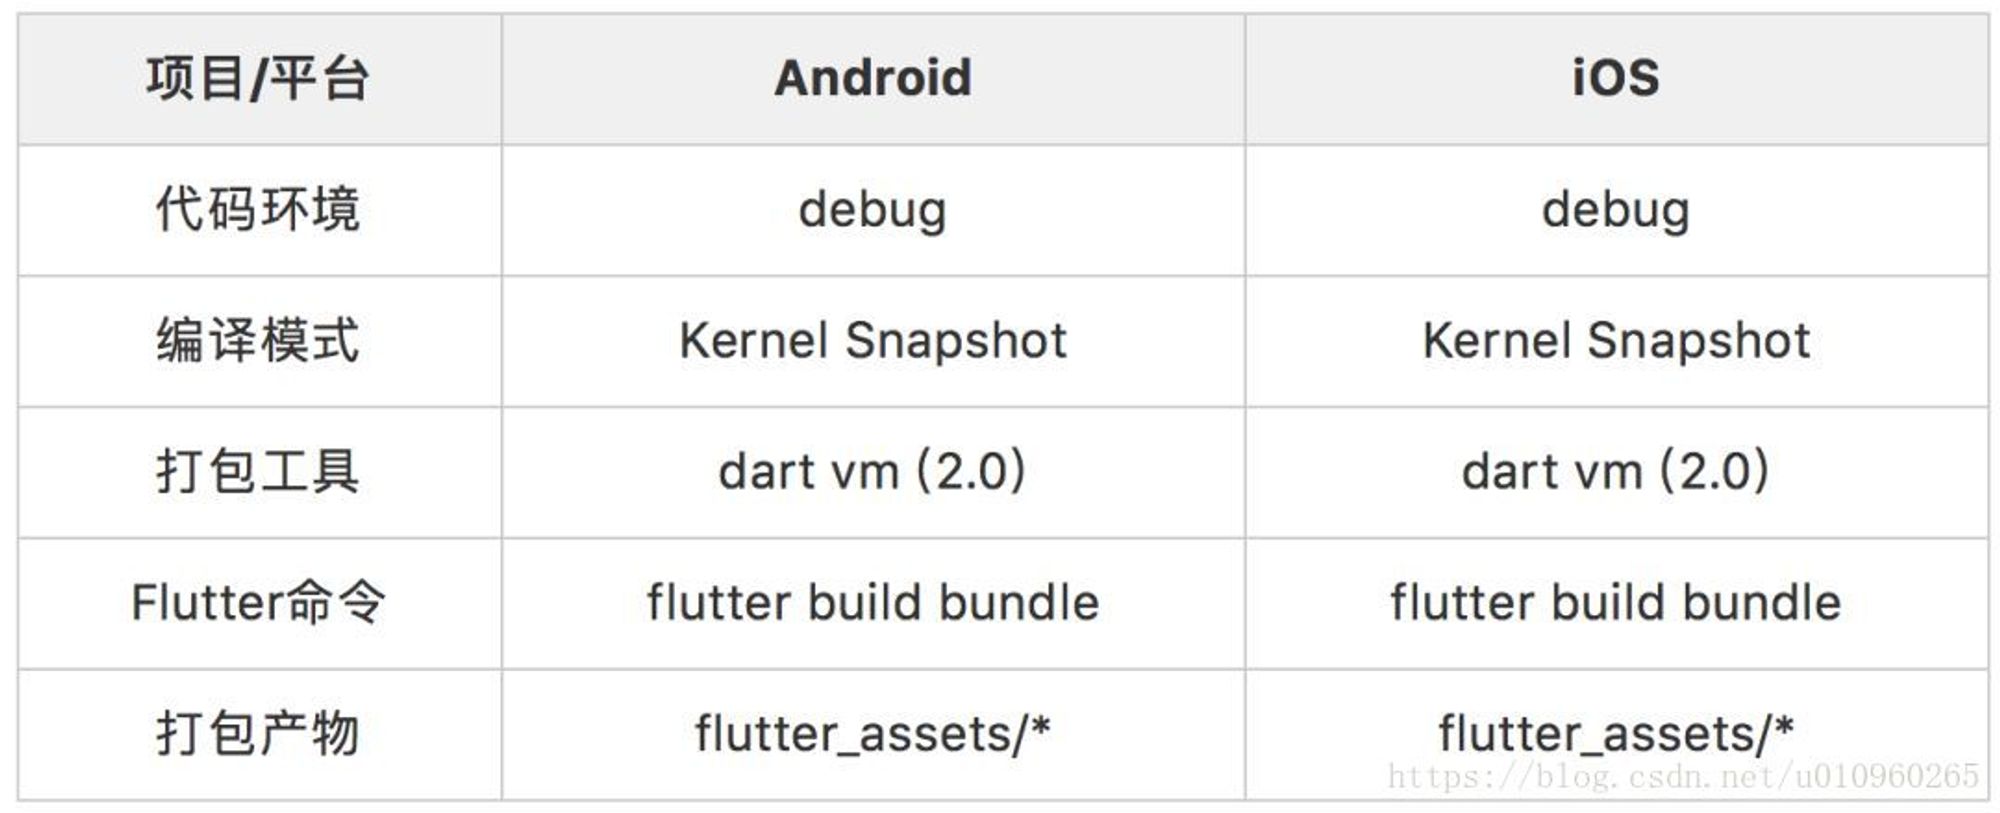 项目/平台 Android iOS
代码环境 debug debug
编译模式 Kernel Snapshot Kernel Snapshot
打包工具 dart vm (2.0) dart vm (2.0)
Flutter命令 flutter build bundle flutter build bundle
打包产物 flutter_assets/* flutter_assets/*
https://blog.csdn.net/u010960265